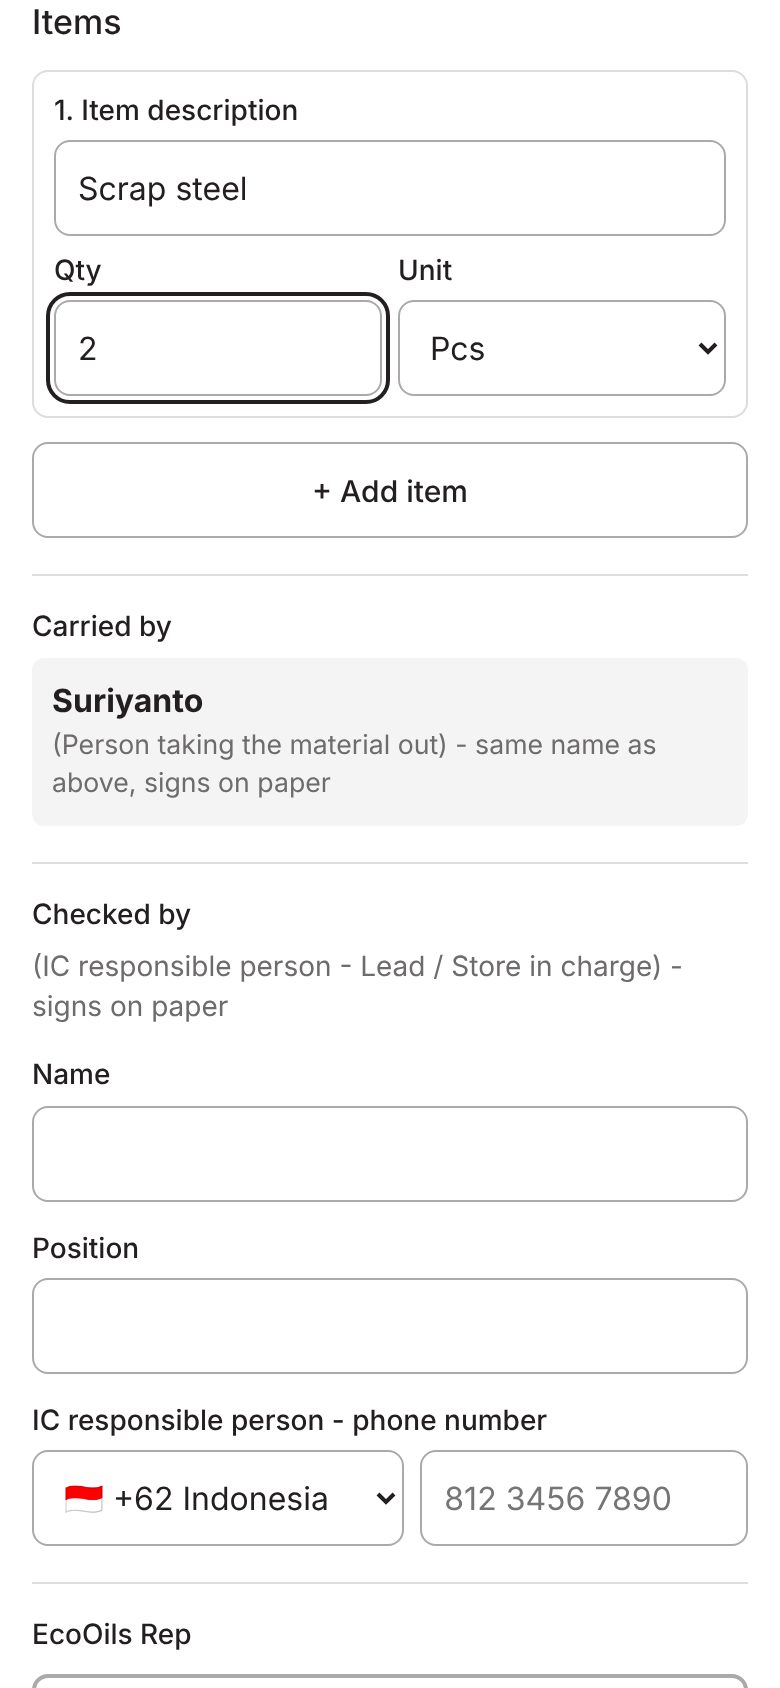 Items
1. Item description
Scrap steel
Qty
Unit
2
Pcs
+ Add item
Carried by
Suriyanto
(Person taking the material out) - same name as
above, signs on paper
Checked by
(IC responsible person - Lead / Store in charge) -
signs on paper
Name
Position
IC responsible person - phone number
+62 Indonesia
812 3456 7890
EcoOils Rep